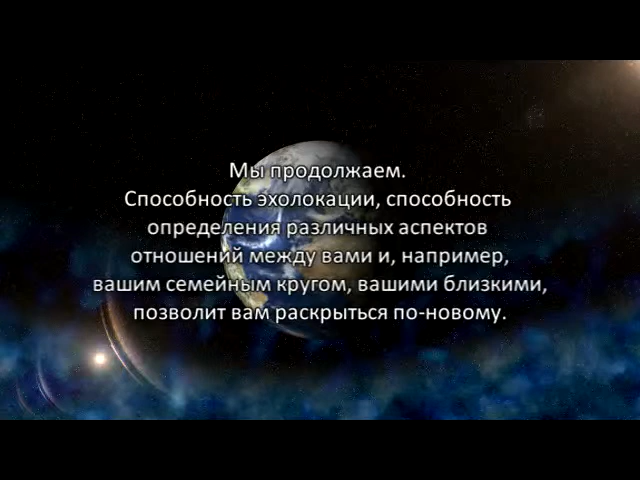 Мы продолжаем.
Способность эхолокации, способность
определения различных аспектов
отношений между вами и, например,
вашим семейным кругом, вашими близкими,
позволит вам раскрыться по-новому.